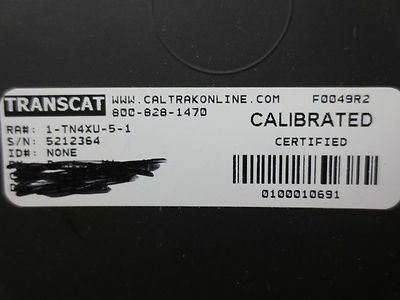 TRANSCAT WWW.CALTRAKONLINE.COM F0049R2
800-828-1470
RA#: 1-TN4XU-5-1 CALIBRATED
S/N: 5212364 CERTIFIED
ID#: NONE
0100010691